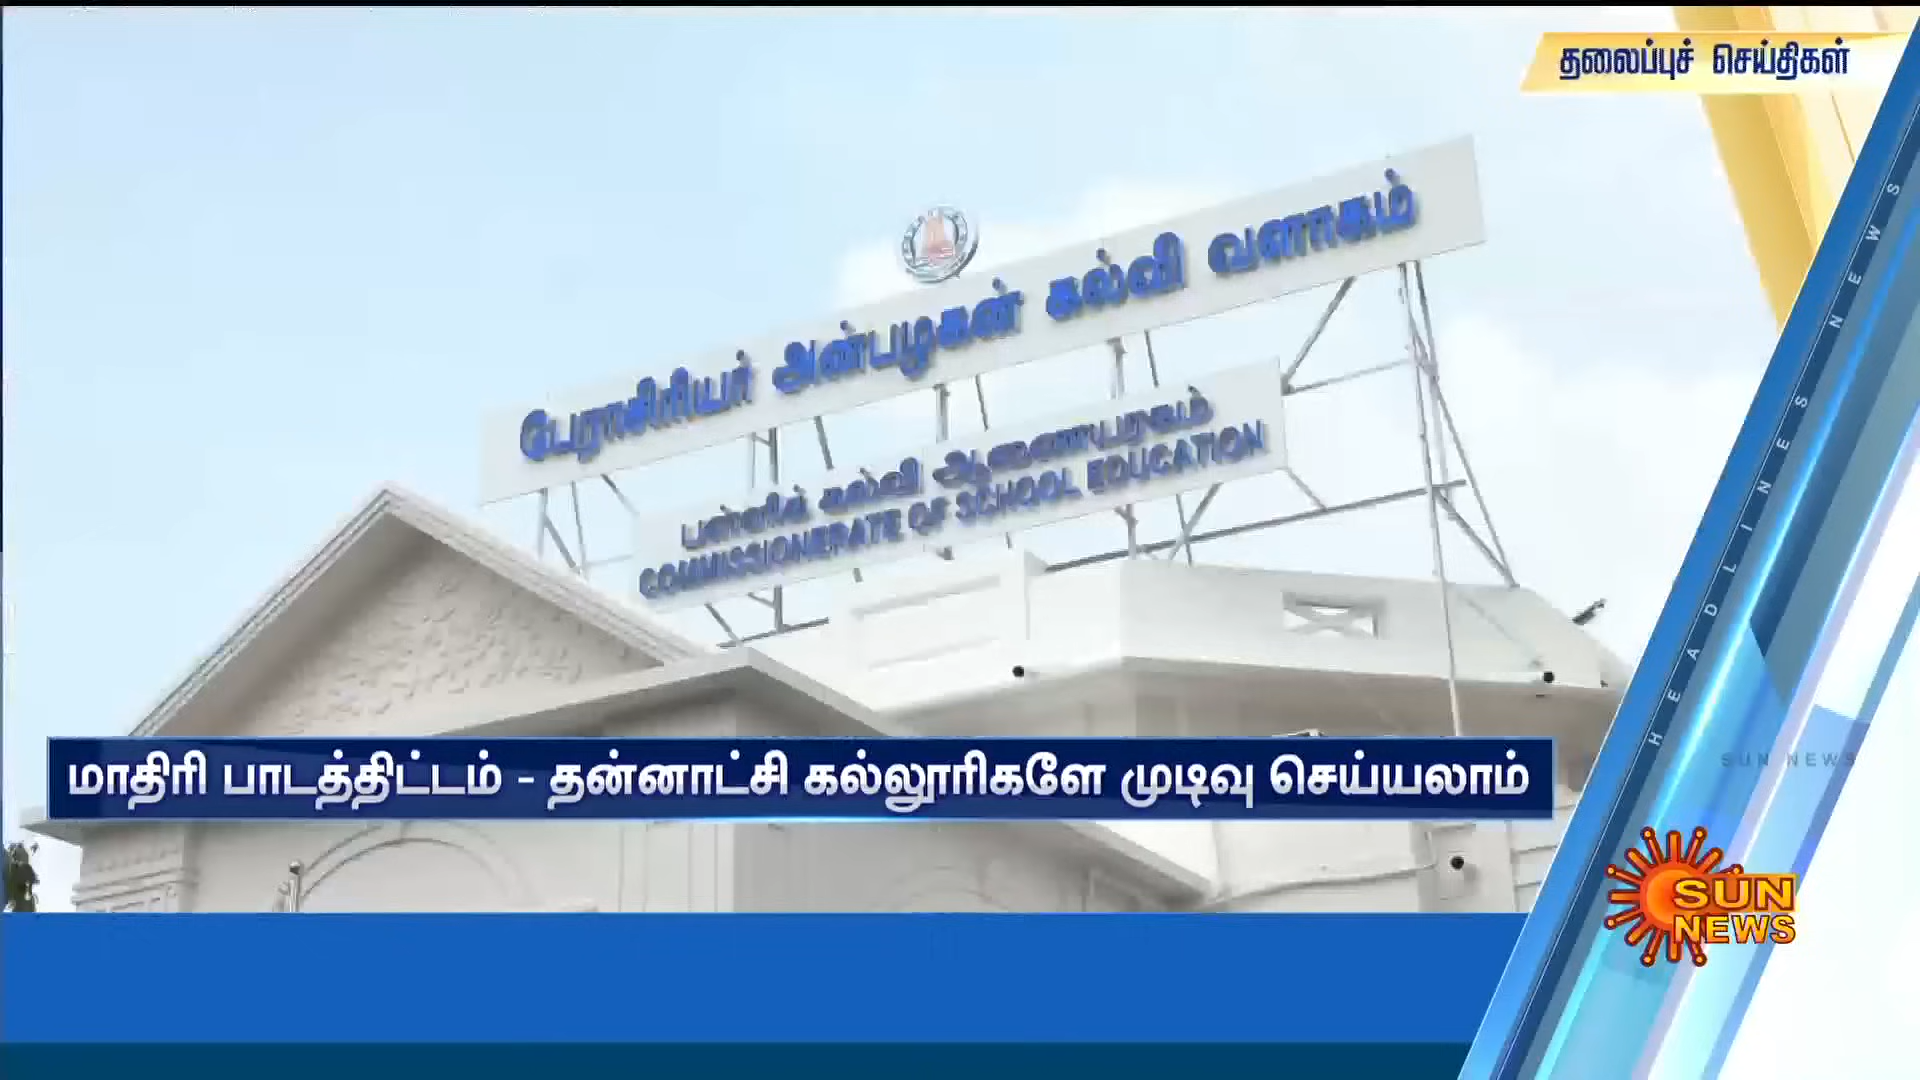 தலைப்புச் செய்திகள்
பேராசிரியர் அன்பழகன் கல்வி வளாகம்
பள்ளிக் கல்வி ஆணையரகம்
COMMISSIONERATE OF SCHOOL EDUCATION
HEADLINES NEWS
மாதிரி பாடத்திட்டம் - தன்னாட்சி கல்லூரிகளே முடிவு செய்யலாம்
SUN NEWS
SUN
NEWS